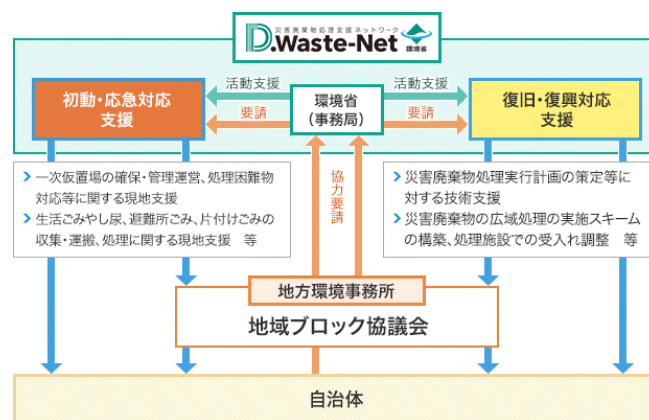 災害廃棄物処理支援ネットワーク
D.Waste-Net
環境省
初動・応急対応
支援
活動支援
要請
環境省
(事務局)
活動支援
要請
復旧・復興対応
支援
一次仮置場の確保・管理運営、処理困難物
対応等に関する現地支援
生活ごみやし尿、避難所ごみ、片付けごみの
収集・運搬、処理に関する現地支援 等
協力要請
災害廃棄物処理実行計画の策定等に
対する技術支援
災害廃棄物の広域処理の実施スキーム
の構築、処理施設での受入れ調整 等
地方環境事務所
地域ブロック協議会
自治体